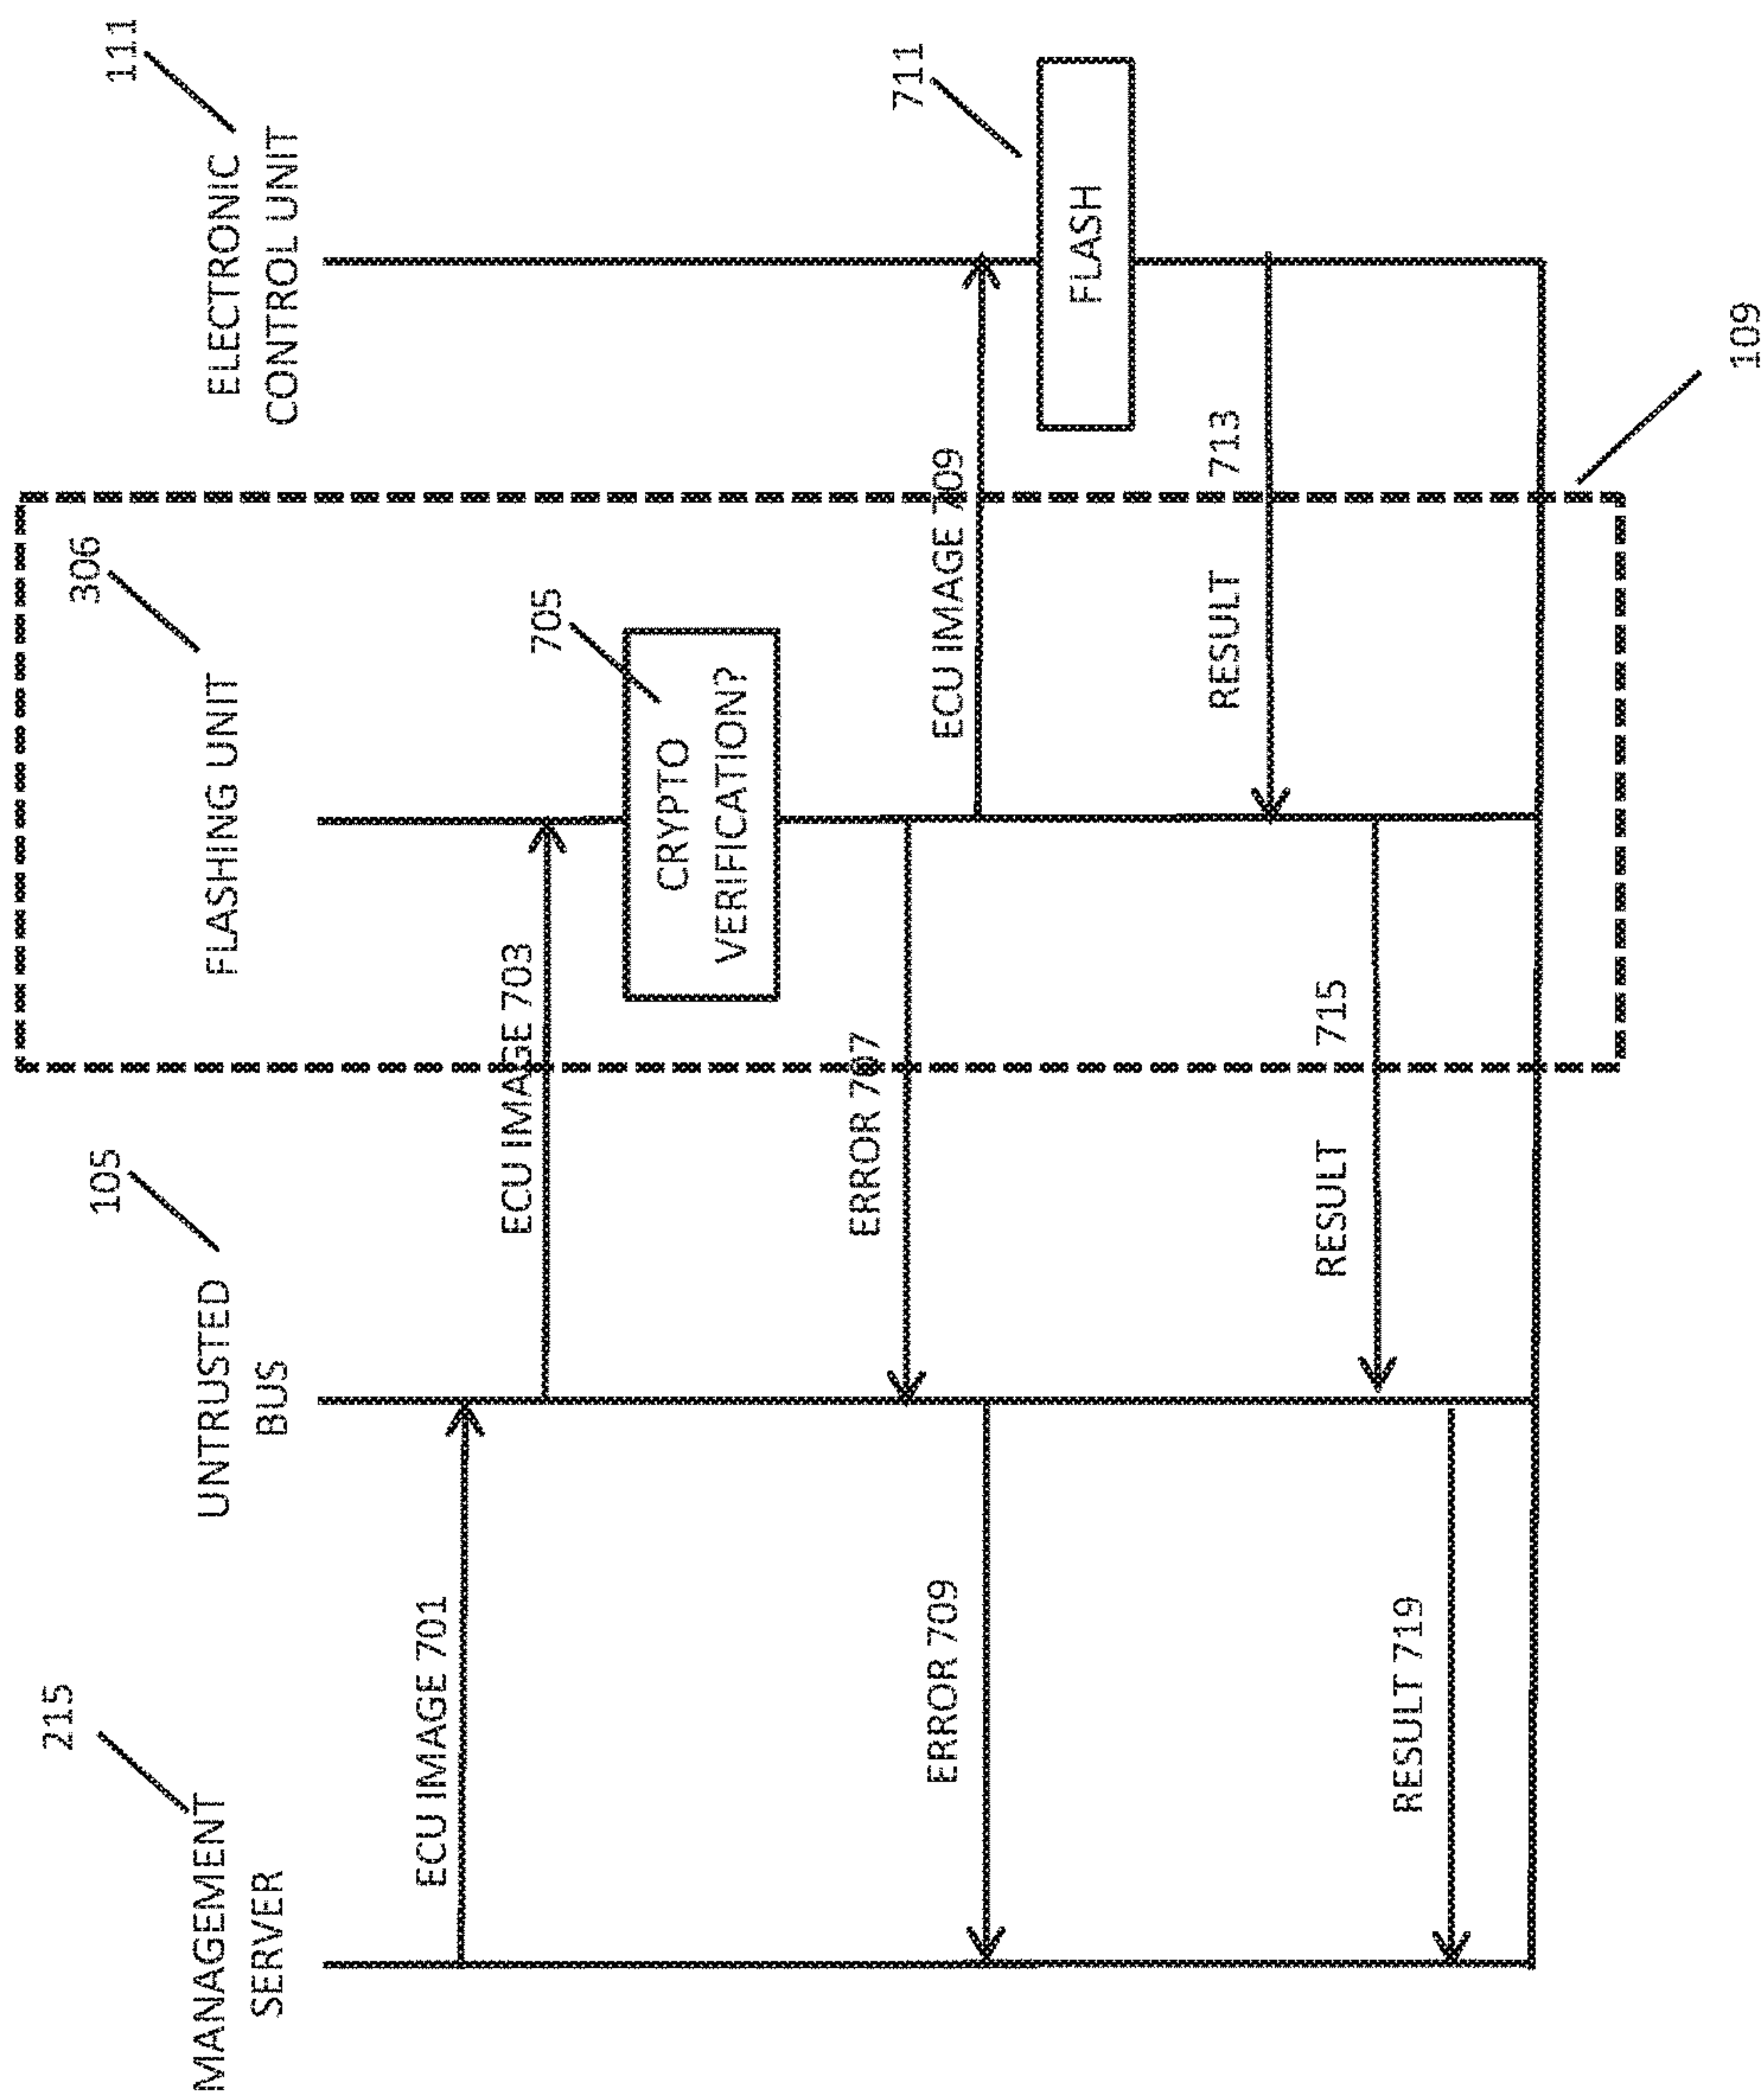 215
MANAGEMENT
SERVER
105
UNTRUSTED
BUS
306
FLASHING UNIT
111
ELECTRONIC
CONTROL UNIT
ECU IMAGE 701
ECU IMAGE 703
705
CRYPTO
VERIFICATION?
ERROR 707
ERROR 709
ECU IMAGE 709
711
FLASH
RESULT 713
RESULT 715
RESULT 719
109